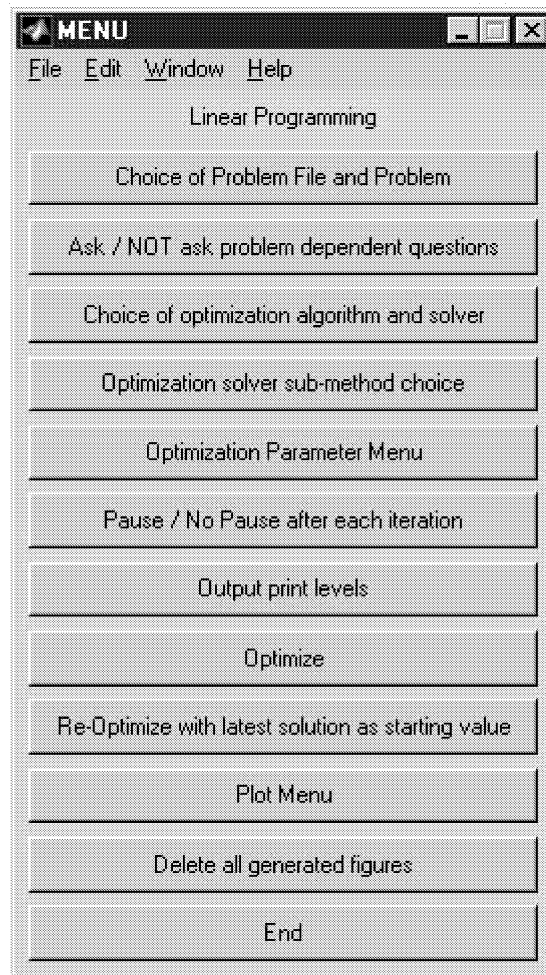 MENU
File Edit Window Help
Linear Programming
Choice of Problem File and Problem
Ask / NOT ask problem dependent questions
Choice of optimization algorithm and solver
Optimization solver sub-method choice
Optimization Parameter Menu
Pause / No Pause after each iteration
Output print levels
Optimize
Re-Optimize with latest solution as starting value
Plot Menu
Delete all generated figures
End